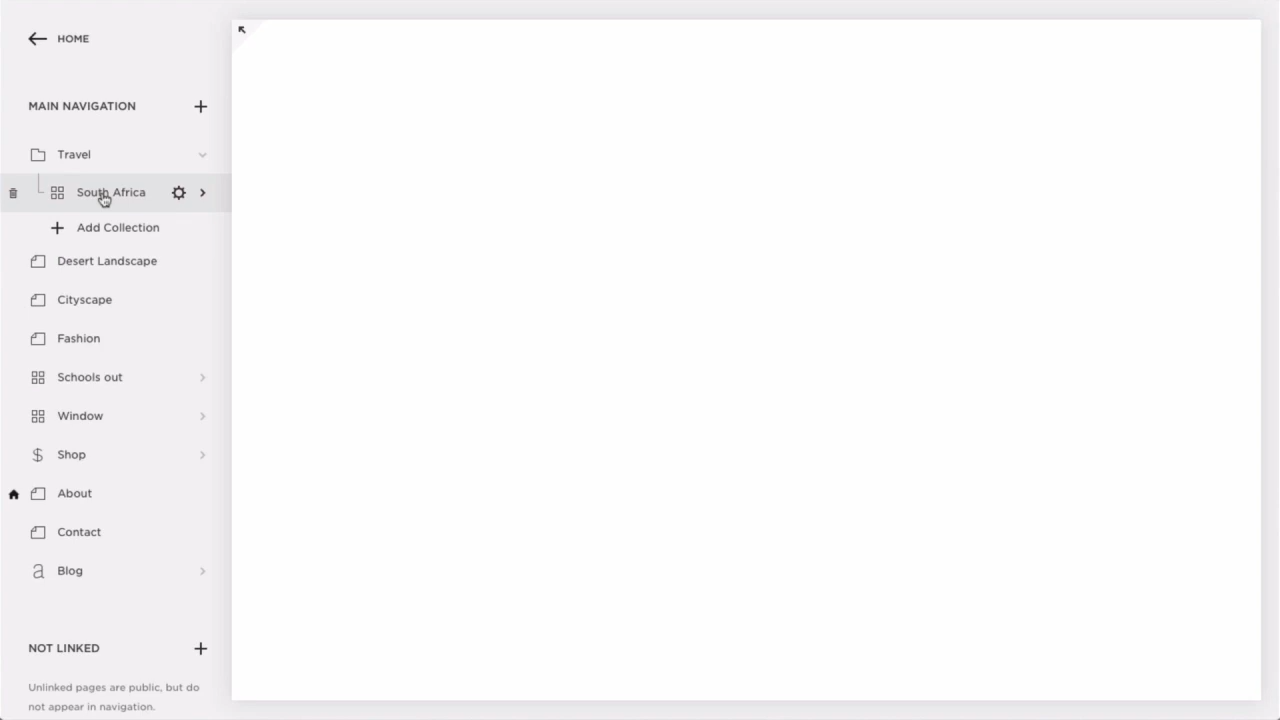 HOME
MAIN NAVIGATION
Travel
South Africa
Add Collection
Desert Landscape
Cityscape
Fashion
Schools out
Window
Shop
About
Contact
Blog
NOT LINKED
Unlinked pages are public, but do
not appear in navigation.